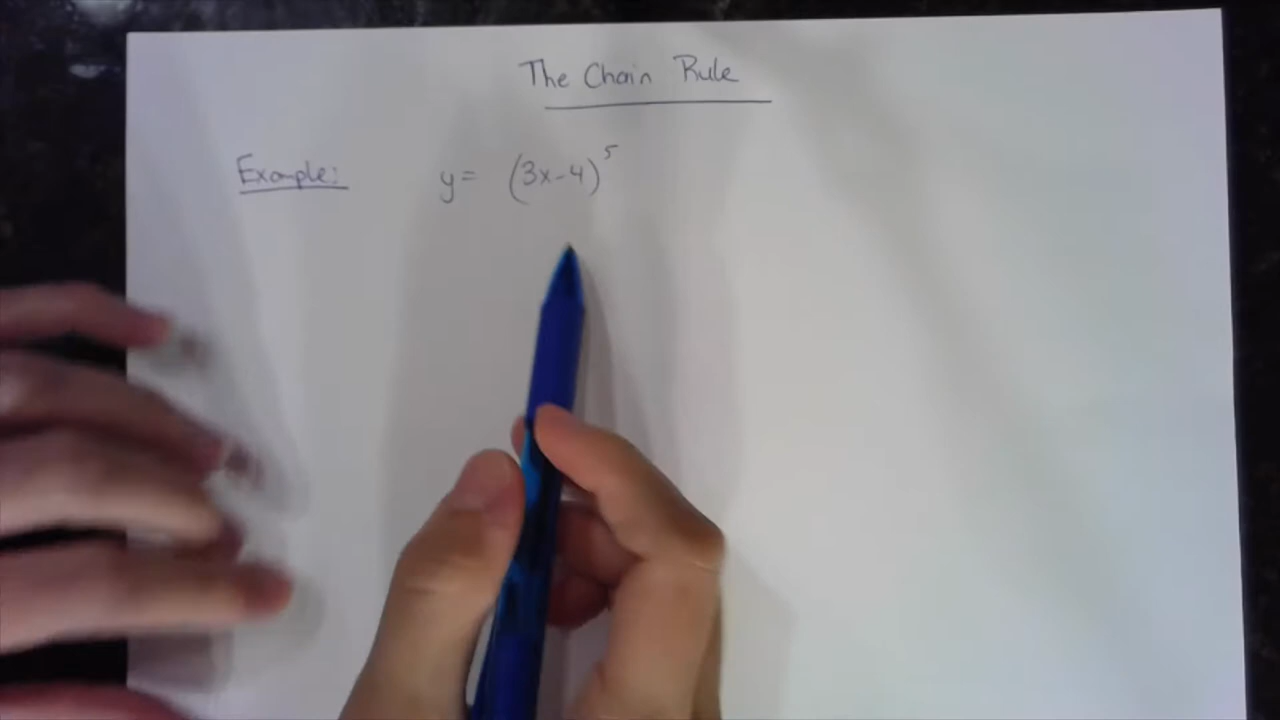 The Chain Rule
Example: y = (3x-4)^5